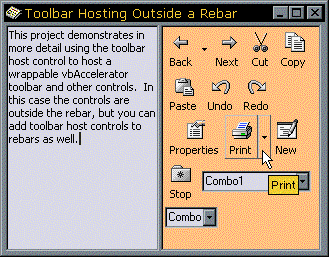 Toolbar Hosting Outside a Rebar
This project demonstrates in
more detail using the toolbar
host control to host a
wrappable vbAccelerator
toolbar and other controls.  In
this case the controls are
outside the rebar, but you can
add toolbar host controls to
rebars as well.
Back Next Cut Copy
Paste Undo Redo
Properties Print New
Stop Combo1
Print
Combo